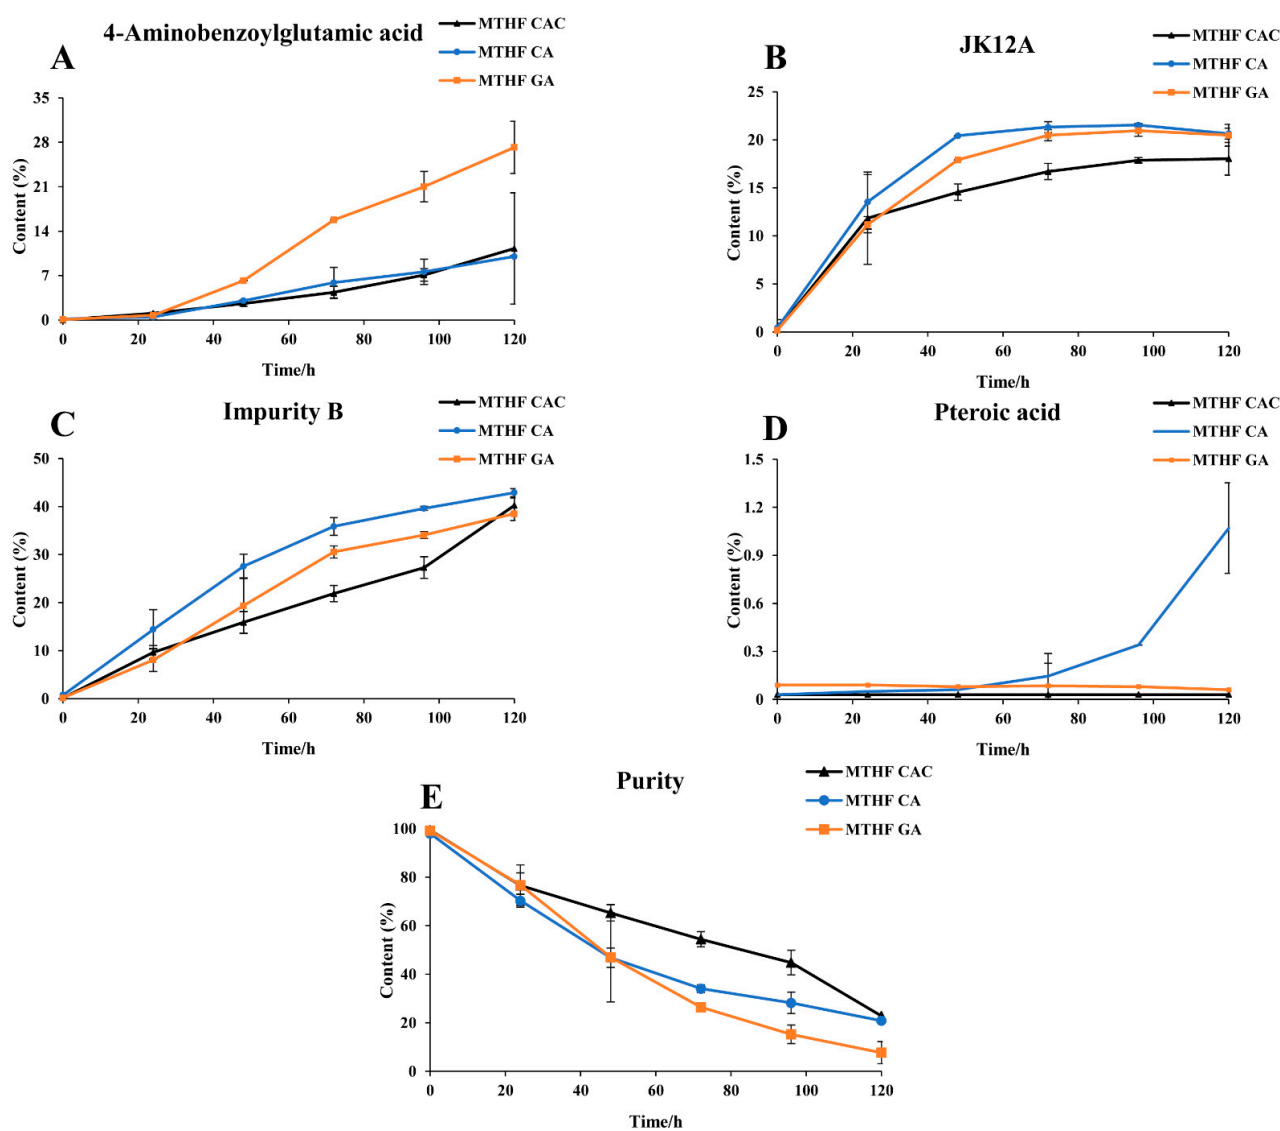 A
4-Aminobenzoylglutamic acid
MTHF CAC
MTHF CA
MTHF GA
35
28
21
14
7
0
Content (%)
0 20 40 60 80 100 120
Time/h
B
JK12A
MTHF CAC
MTHF CA
MTHF GA
25
20
15
10
5
0
Content (%)
0 20 40 60 80 100 120
Time/h
C
Impurity B
MTHF CAC
MTHF CA
MTHF GA
50
40
30
20
10
0
Content (%)
0 20 40 60 80 100 120
Time/h
D
Pteroic acid
MTHF CAC
MTHF CA
MTHF GA
1.5
1.2
0.9
0.6
0.3
0
Content (%)
0 20 40 60 80 100 120
Time/h
E
Purity
MTHF CAC
MTHF CA
MTHF GA
100
80
60
40
20
0
Content (%)
0 20 40 60 80 100 120
Time/h